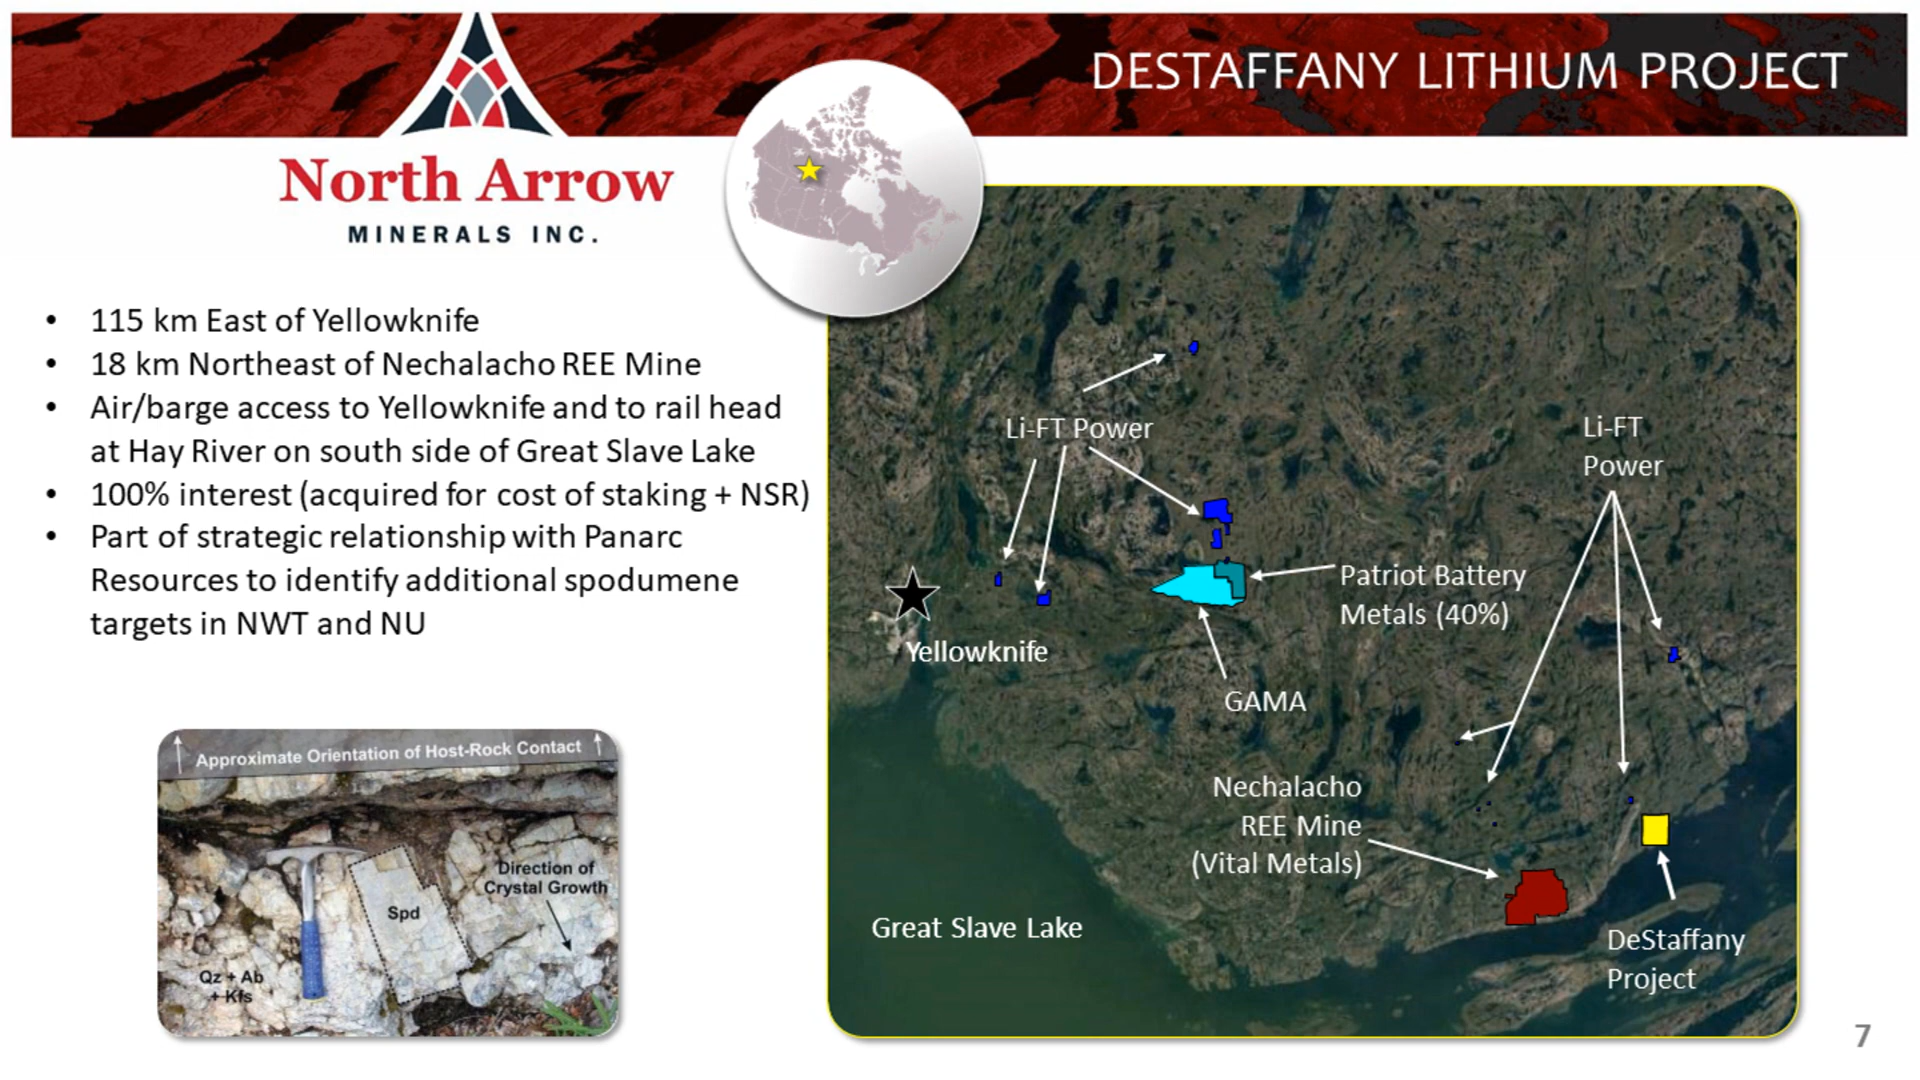 DESTAFFANY LITHIUM PROJECT
North Arrow
MINERALS INC.
• 115 km East of Yellowknife
• 18 km Northeast of Nechalacho REE Mine
• Air/barge access to Yellowknife and to rail head
at Hay River on south side of Great Slave Lake
• 100% interest (acquired for cost of staking + NSR)
• Part of strategic relationship with Panarc
Resources to identify additional spodumene
targets in NWT and NU
Approximate Orientation of Host-Rock Contact
Direction of
Crystal Growth
Spd
Qz + Ab
+ Kfs
Li-FT Power
Li-FT
Power
Patriot Battery
Metals (40%)
Yellowknife
GAMA
Nechalacho
REE Mine
(Vital Metals)
Great Slave Lake
DeStaffany
Project
7